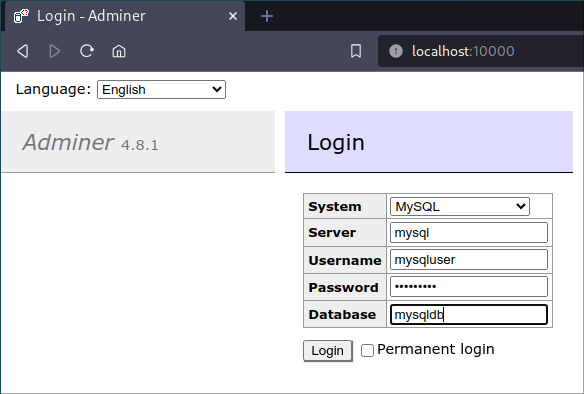 Login - Adminer
localhost:10000
Language: English
Adminer 4.8.1
Login
System MySQL
Server mysql
Username mysqluser
Password •••••••••
Database mysqldb
Login Permanent login